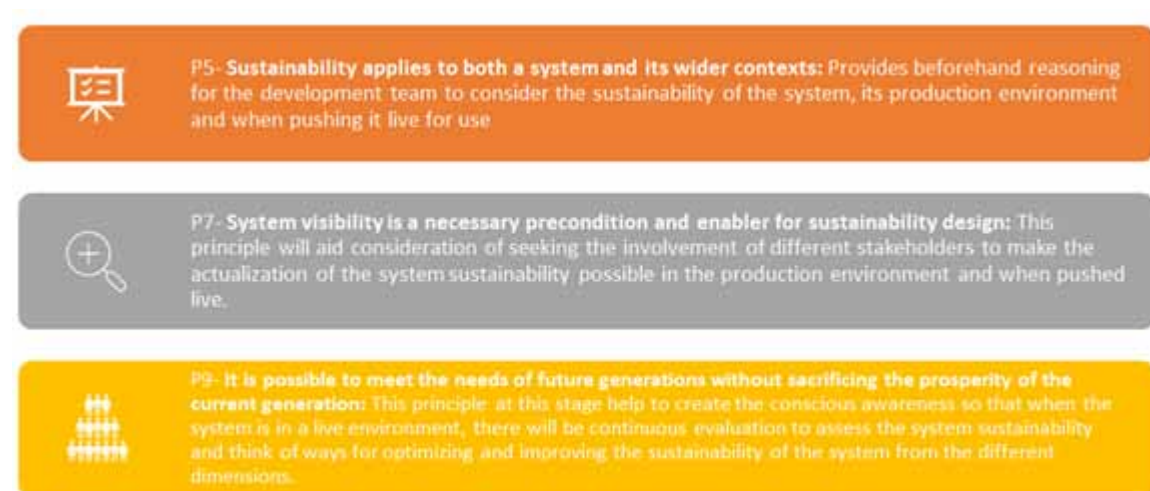 P5- Sustainability applies to both a system and its wider contexts: Provides beforehand reasoning
for the development team to consider the sustainability of the system, its production environment
and when pushing it live for use
P7- System visibility is a necessary precondition and enabler for sustainability design: This
principle will aid consideration of seeking the involvement of different stakeholders to make the
actualization of the system sustainability possible in the production environment and when pushed
live.
P9- It is possible to meet the needs of future generations without sacrificing the prosperity of the
current generation: This principle at this stage help to create the conscious awareness so that when the
system is in a live environment, there will be continuous evaluation to assess the system sustainability
and think of ways for optimizing and improving the sustainability of the system from the different
dimensions.